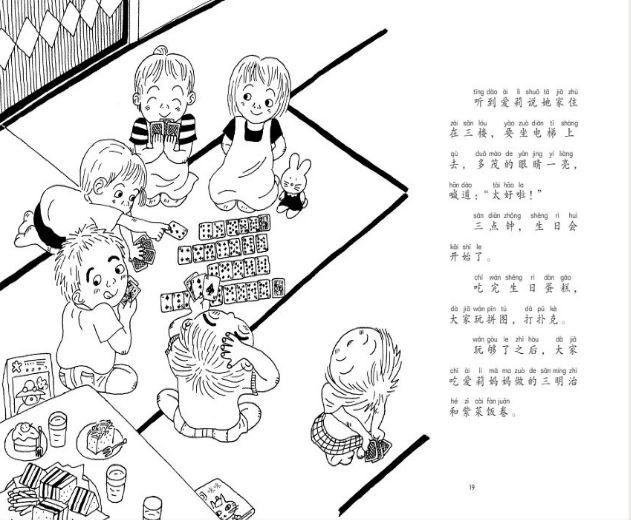 tīng dào ài lì shuō tā jiā zhù
听到爱莉说她家住
zài sān lóu yào zuò diàn tī shàng
在三楼，要坐电梯上
qù duō mào de yǎn jing yí liàng
去，多茂的眼睛一亮，
hǎn dào tài hǎo la
喊道：“太好啦！”
sān diǎn zhōng shēng rì huì
三点钟，生日会
kāi shǐ le
开始了。
chī wán shēng rì dàn gāo
吃完生日蛋糕，
dà jiā wán pīn tú dǎ pū kè
大家玩拼图，打扑克。
wán gòu le zhī hòu dà jiā
玩够了之后，大家
chī ài lì mā ma zuò de sān míng zhì
吃爱莉妈妈做的三明治
hé zǐ cài fàn juǎn
和紫菜饭卷。
19